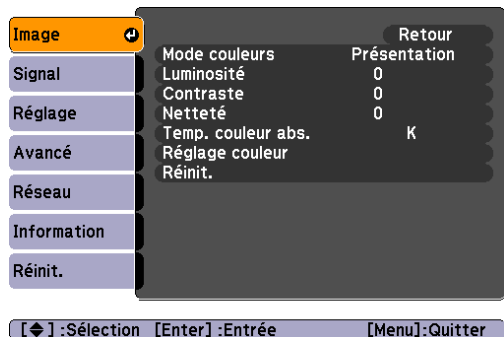 Image
Signal
Réglage
Avancé
Réseau
Information
Réinit.
Retour
Mode couleurs Présentation
Luminosité 0
Contraste 0
Netteté 0
Temp. couleur abs. K
Réglage couleur
Réinit.
[◆] :Sélection [Enter] :Entrée [Menu]:Quitter